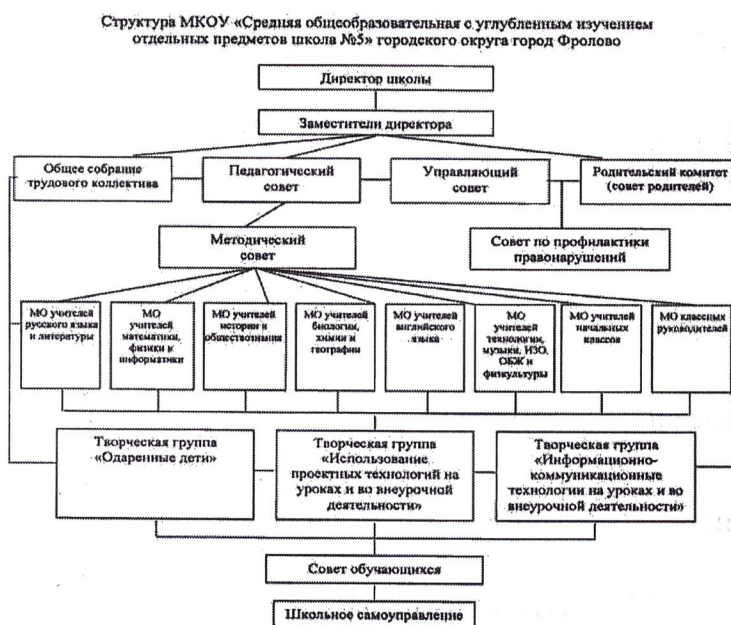 Структура МКОУ «Средняя общеобразовательная с углубленным изучением
отдельных предметов школа №5» городского округа город Фролово
Директор школы
Заместители директора
Общее собрание
трудового коллектива
Педагогический
совет
Управляющий
совет
Родительский комитет
(совет родителей)
Методический
совет
Совет по профилактики
правонарушений
МО учителей
русского языка
и литературы
МО
учителей
математики,
физики и
информатики
МО учителей
истории и
обществознания
МО учителей
биологии,
химии и
географии
МО учителей
английского
языка
МО
учителей
технологии,
музыки, ИЗО,
ОБЖ и
физкультуры
МО учителей
начальных
классов
МО классных
руководителей
Творческая группа
«Одаренные дети»
Творческая группа
«Использование
проектных технологий на
уроках и во внеурочной
деятельности»
Творческая группа
«Информационно-
коммуникационные
технологии на уроках и во
внеурочной деятельности»
Совет обучающихся
Школьное самоуправление